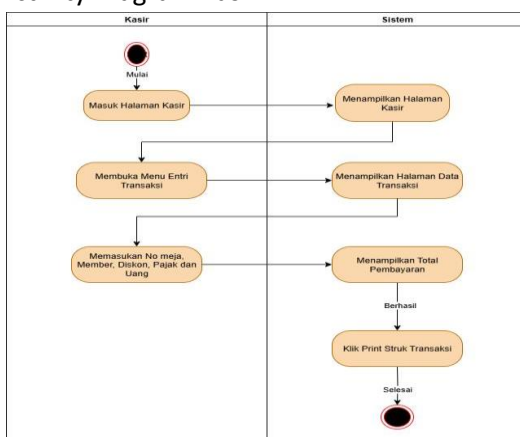 Kasir
Sistem
Mulai
Masuk Halaman Kasir
Menampilkan Halaman
Kasir
Membuka Menu Entri
Transaksi
Menampilkan Halaman Data
Transaksi
Memasukan No meja,
Member, Diskon, Pajak dan
Uang
Menampilkan Total
Pembayaran
Berhasil
Klik Print Struk Transaksi
Selesai